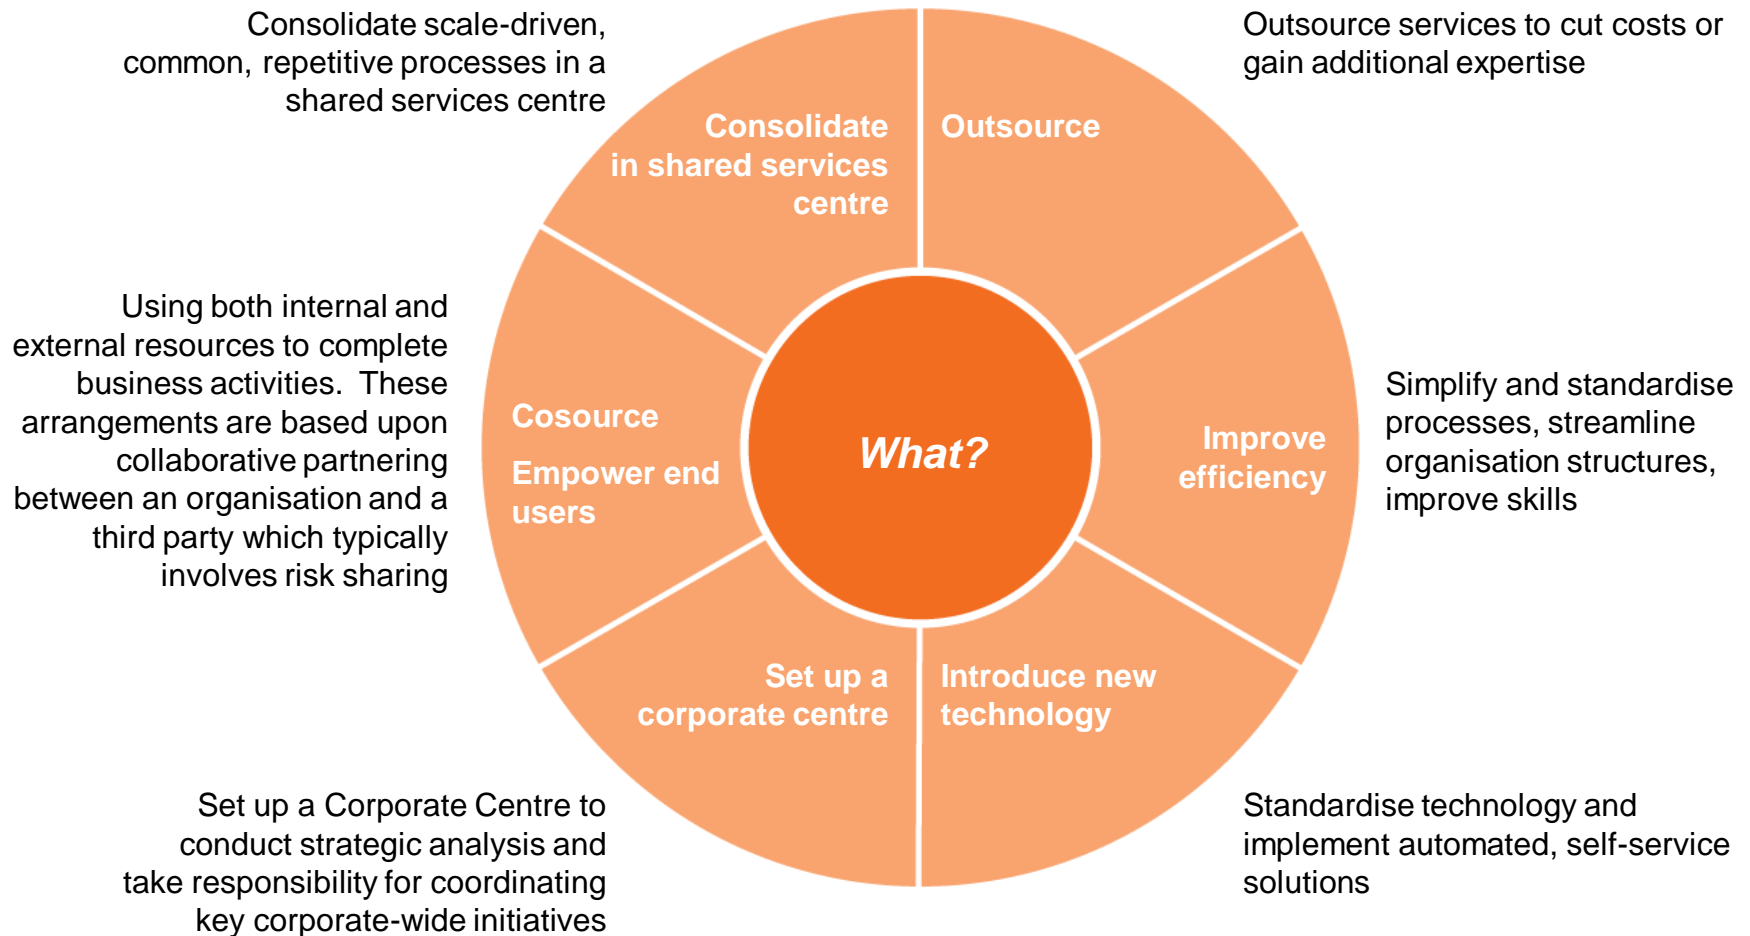 Consolidate scale-driven,
common, repetitive processes in a
shared services centre
Outsource services to cut costs or
gain additional expertise
Consolidate
in shared services
centre
Outsource
Using both internal and
external resources to complete
business activities. These
arrangements are based upon
collaborative partnering
between an organisation and a
third party which typically
involves risk sharing
Cosource
Empower end
users
What?
Improve
efficiency
Simplify and standardise
processes, streamline
organisation structures,
improve skills
Set up a
corporate centre
Introduce new
technology
Set up a Corporate Centre to
conduct strategic analysis and
take responsibility for coordinating
key corporate-wide initiatives
Standardise technology and
implement automated, self-service
solutions